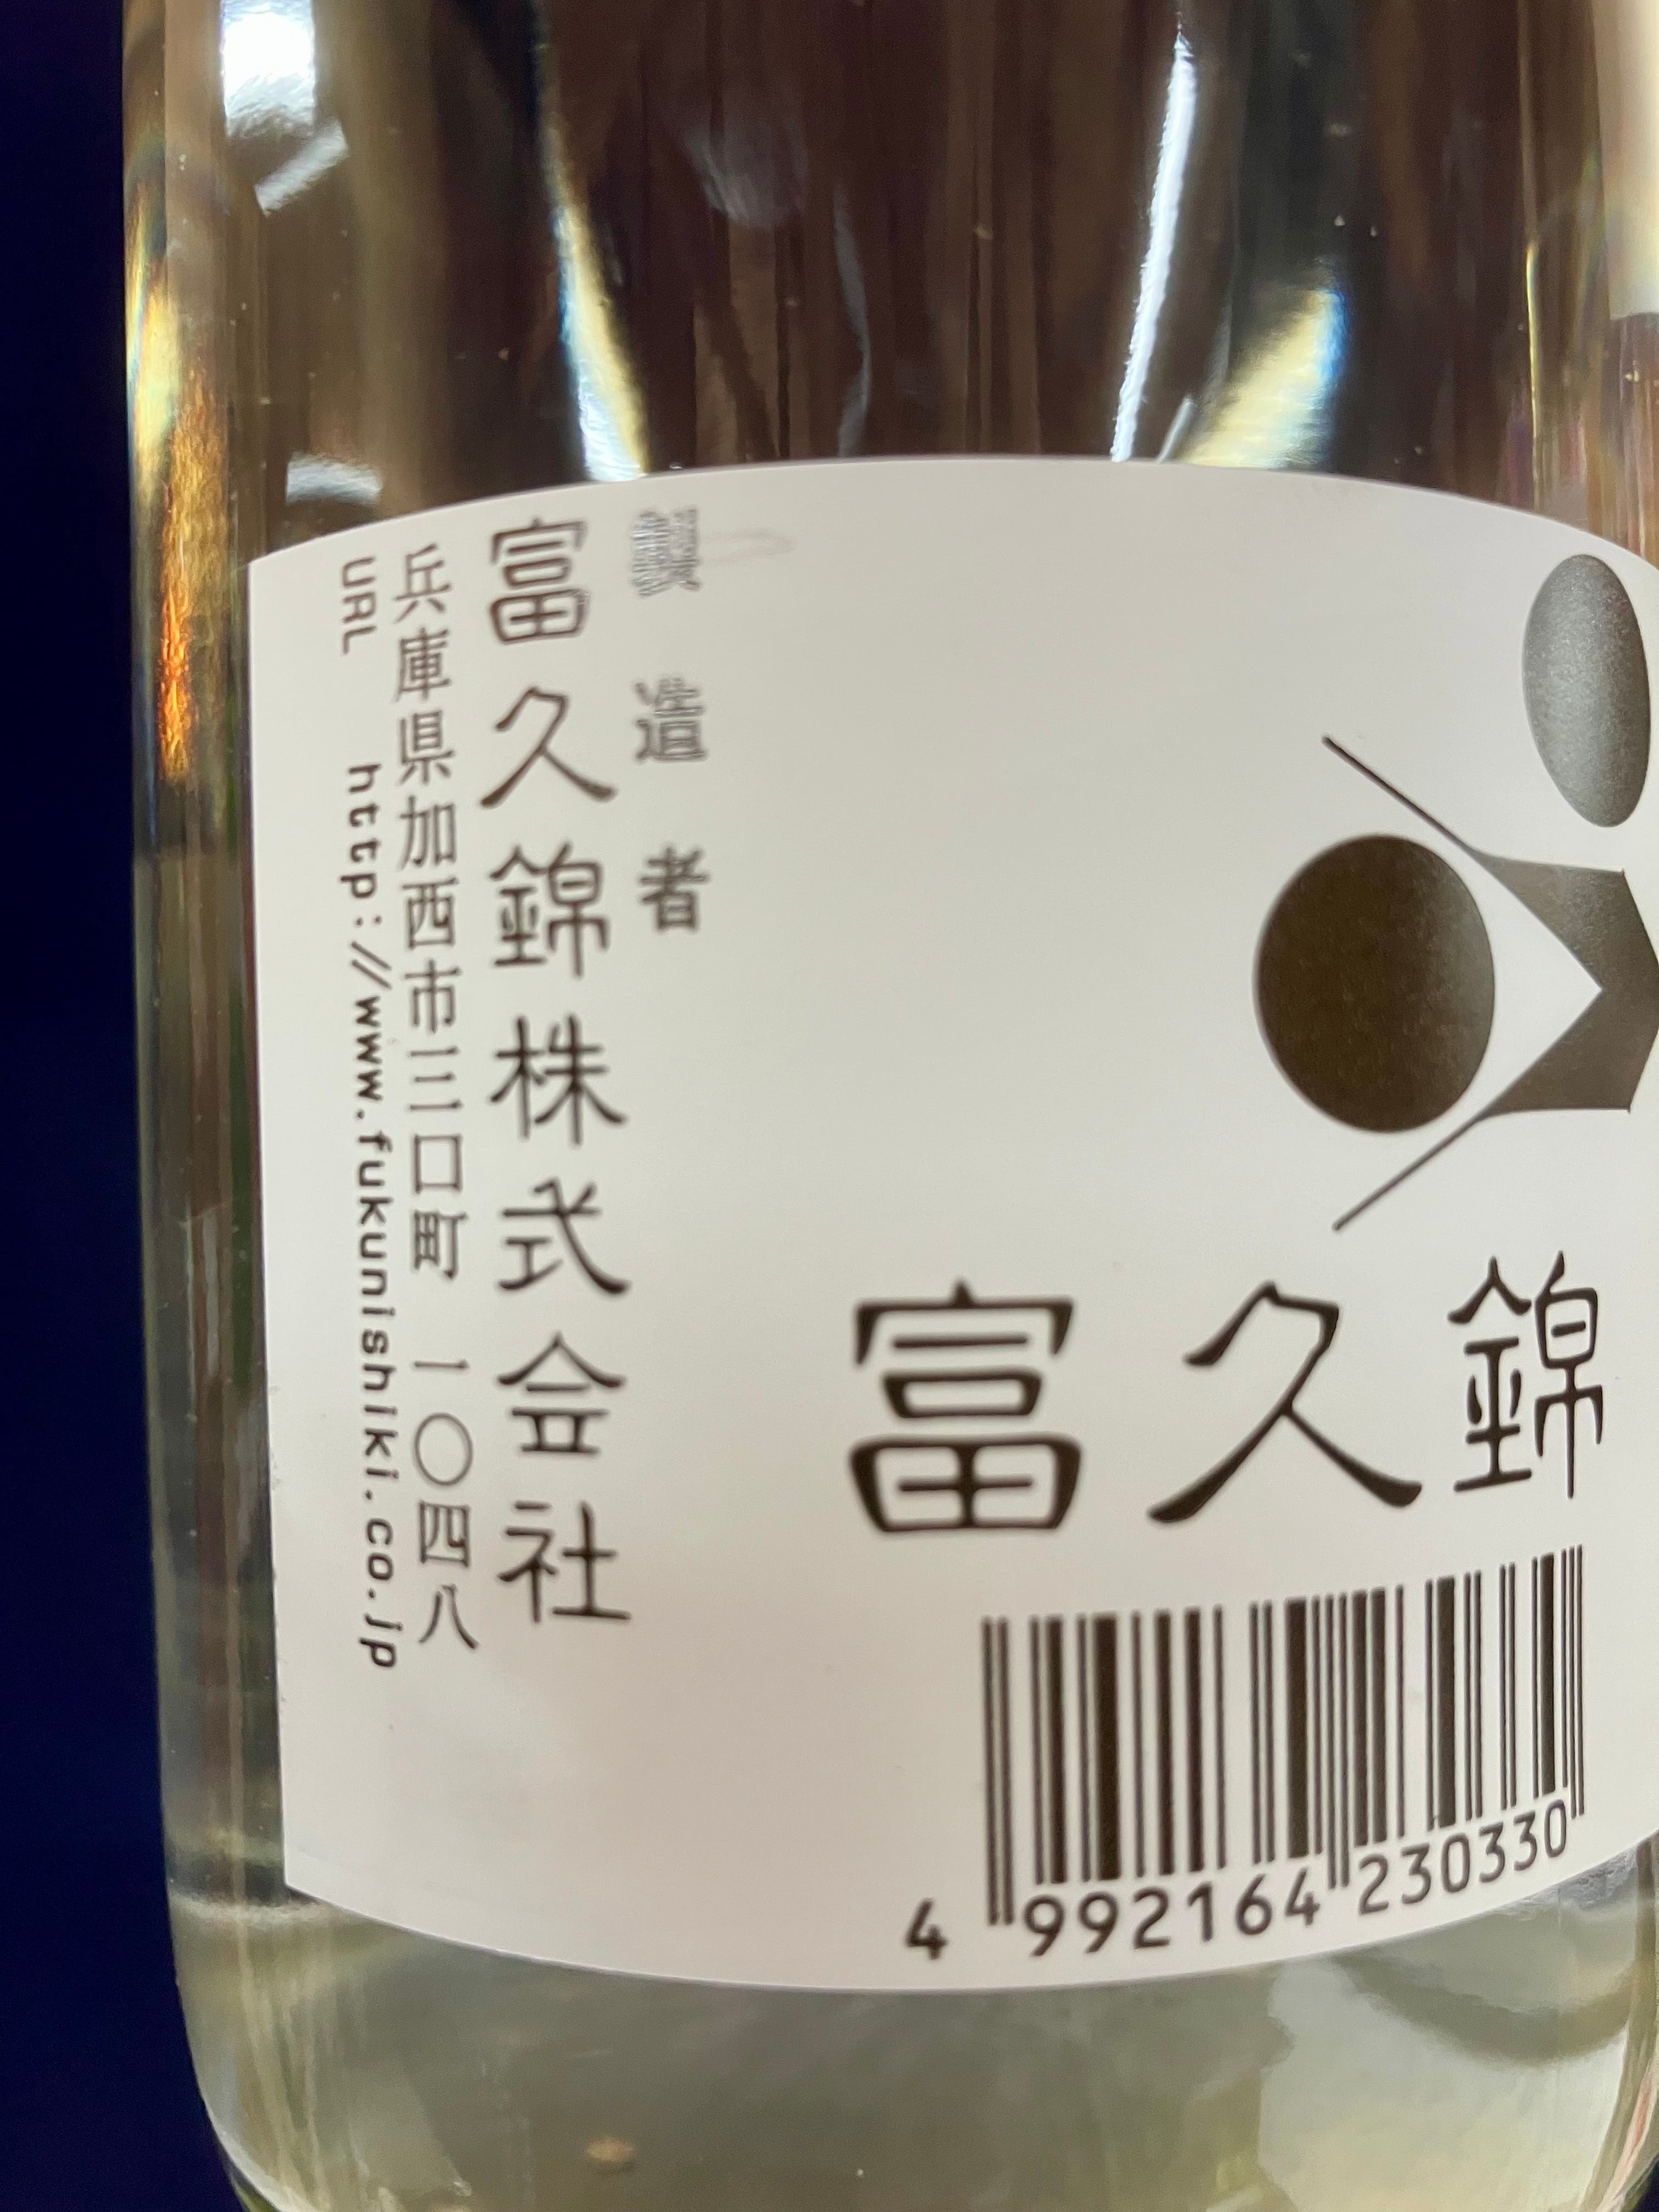 製造者
富久錦株式会社
兵庫県加西市三口町 一〇四八
URL http://www.fukunishiki.co.jp
富久錦
4 992164 230330